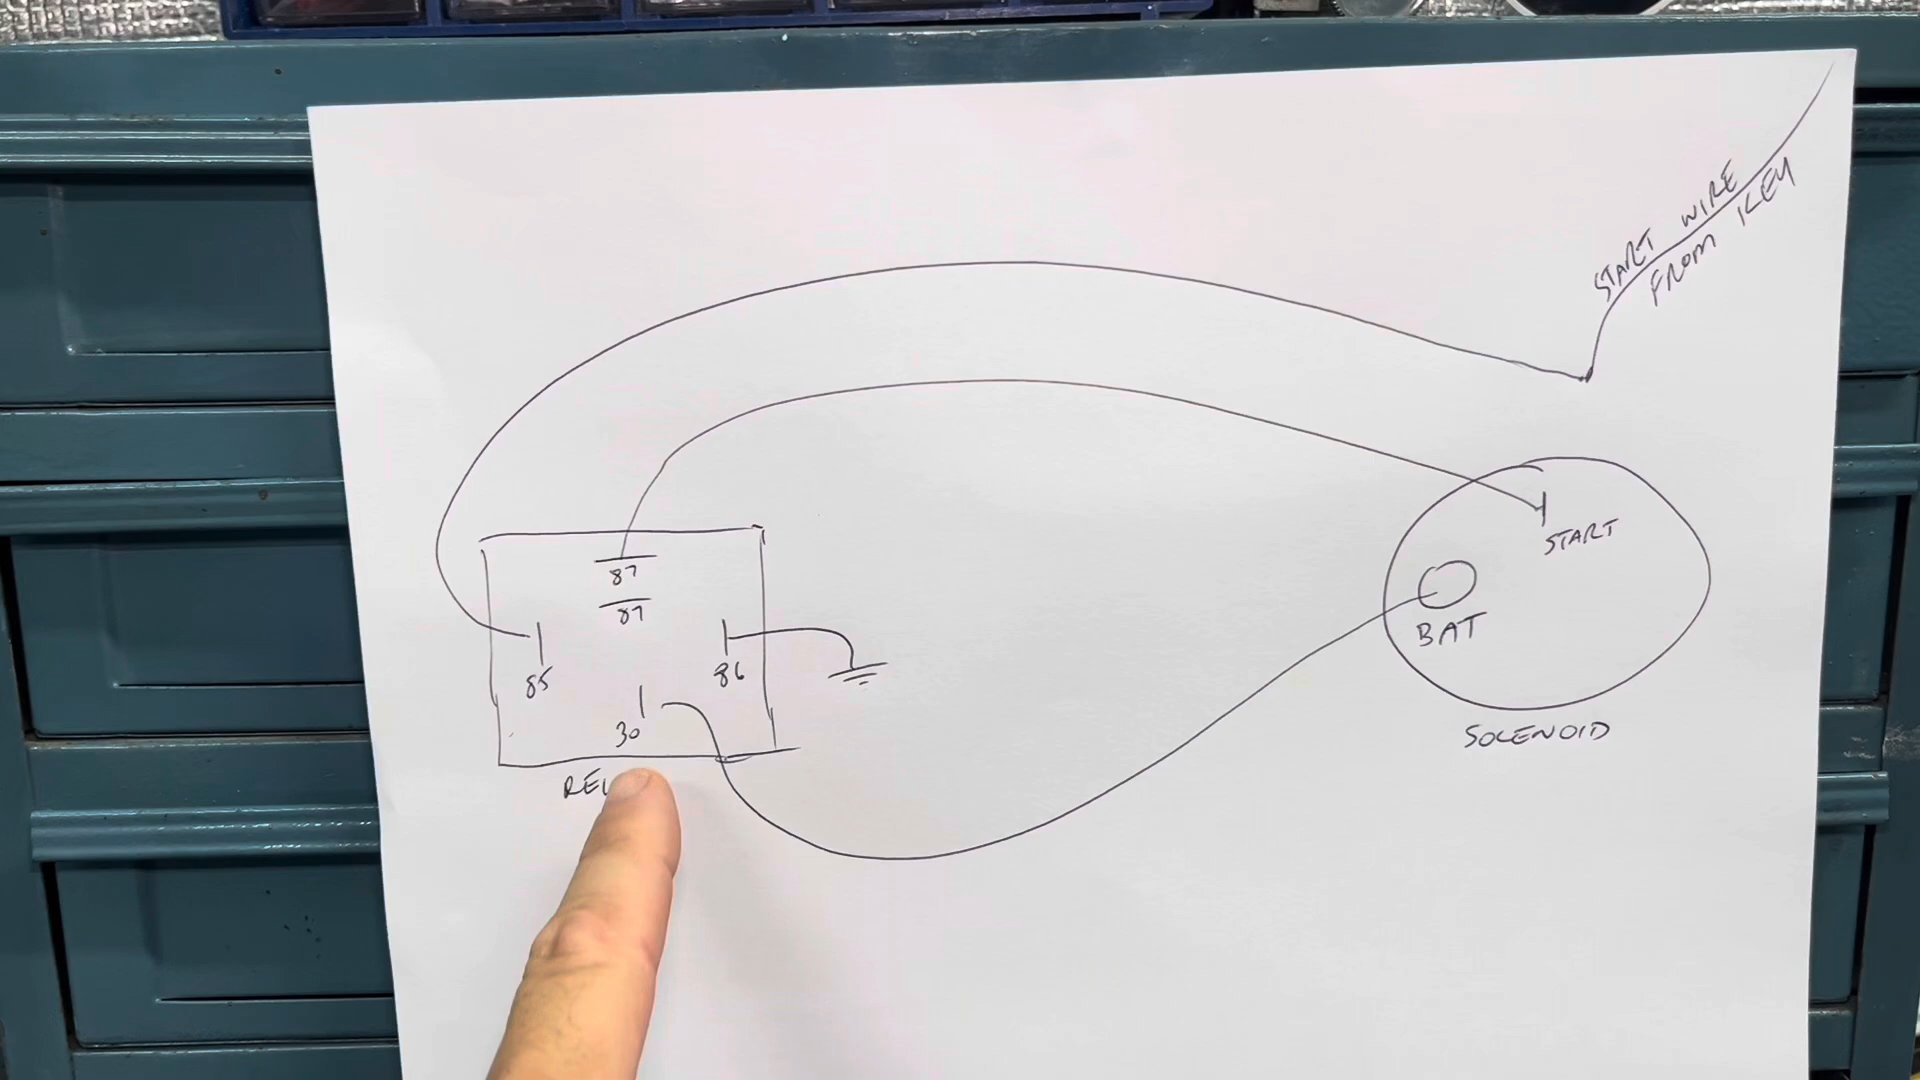 START WIRE
FROM KEY
87
87
85
86
30
START
BAT
SOLENOID